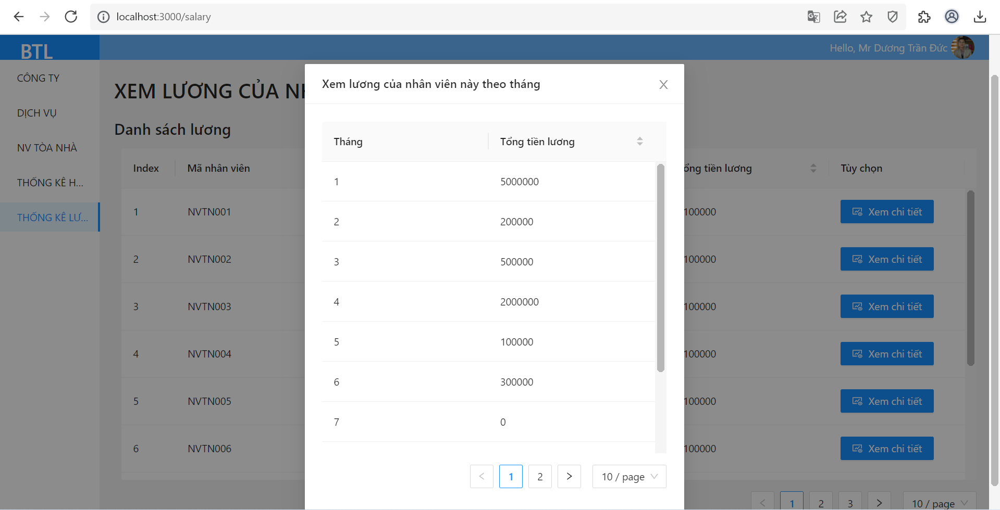 localhost:3000/salary
BTL
Hello, Mr Dương Trần Đức
CÔNG TY
DỊCH VỤ
NV TÒA NHÀ
THỐNG KÊ H...
THỐNG KÊ LƯ...
XEM LƯƠNG CỦA NH
Danh sách lương
Index Mã nhân viên ổng tiền lương Tùy chọn
1 NVTN001 100000 Xem chi tiết
2 NVTN002 100000 Xem chi tiết
3 NVTN003 100000 Xem chi tiết
4 NVTN004 100000 Xem chi tiết
5 NVTN005 100000 Xem chi tiết
6 NVTN006 100000 Xem chi tiết
1 2 3 10 / page
Xem lương của nhân viên này theo tháng
Tháng Tổng tiền lương
1 5000000
2 200000
3 500000
4 2000000
5 100000
6 300000
7 0
1 2 10 / page